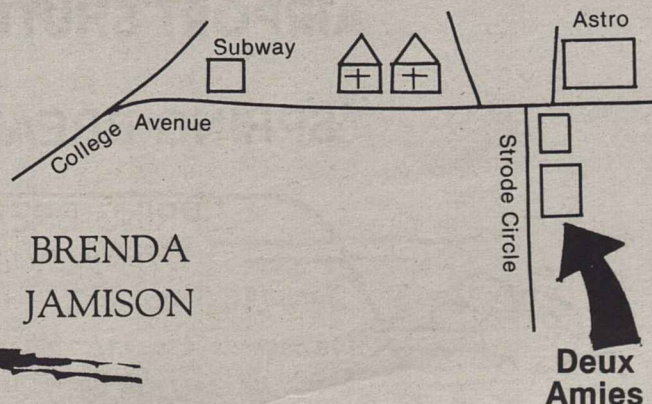 Astro
Subway
College Avenue
Strode Circle
BRENDA
JAMISON
Deux
Amies